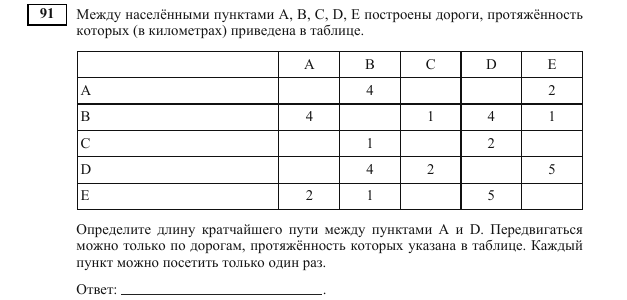 91 Между населёнными пунктами A, B, C, D, E построены дороги, протяжённость
которых (в километрах) приведена в таблице.
A B C D E
A 4 2
B 4 1 4 1
C 1 2
D 4 2 5
E 2 1 5
Определите длину кратчайшего пути между пунктами A и D. Передвигаться
можно только по дорогам, протяжённость которых указана в таблице. Каждый
пункт можно посетить только один раз.
Ответ: ______________________________.